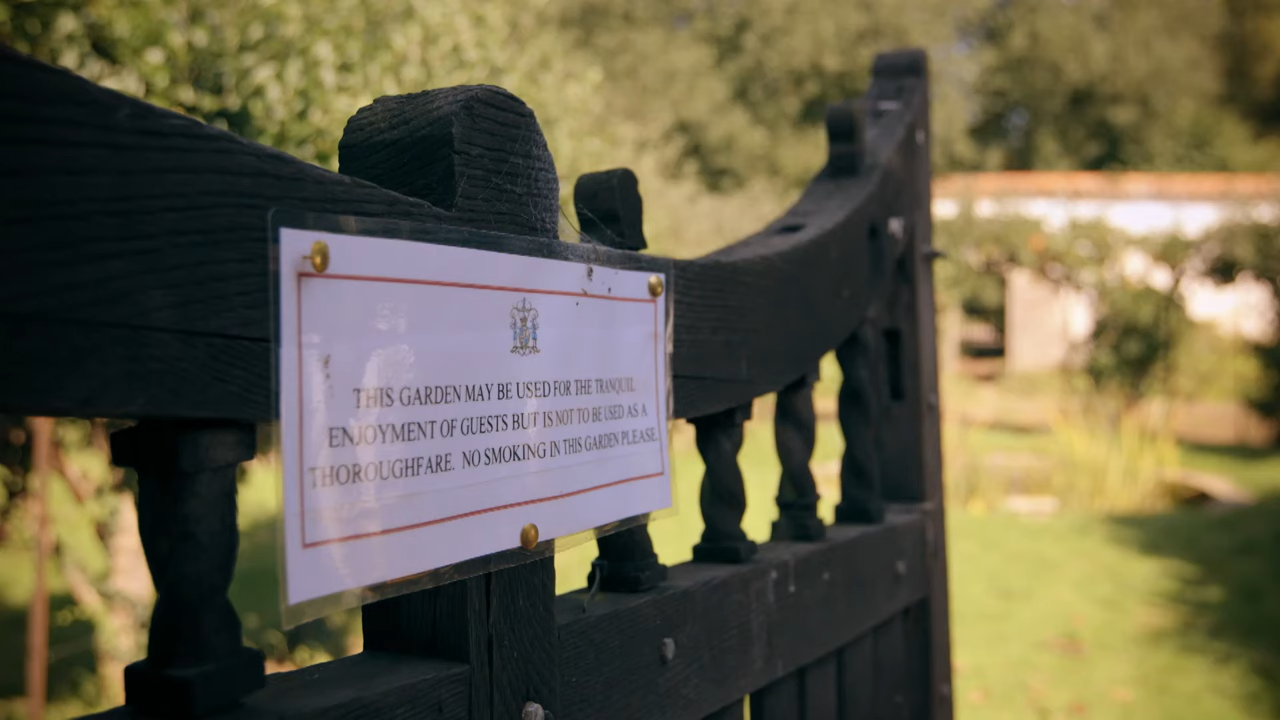 THIS GARDEN MAY BE USED FOR THE TRANQUIL
ENJOYMENT OF GUESTS BUT IS NOT TO BE USED AS A
THOROUGHFARE. NO SMOKING IN THIS GARDEN PLEASE.